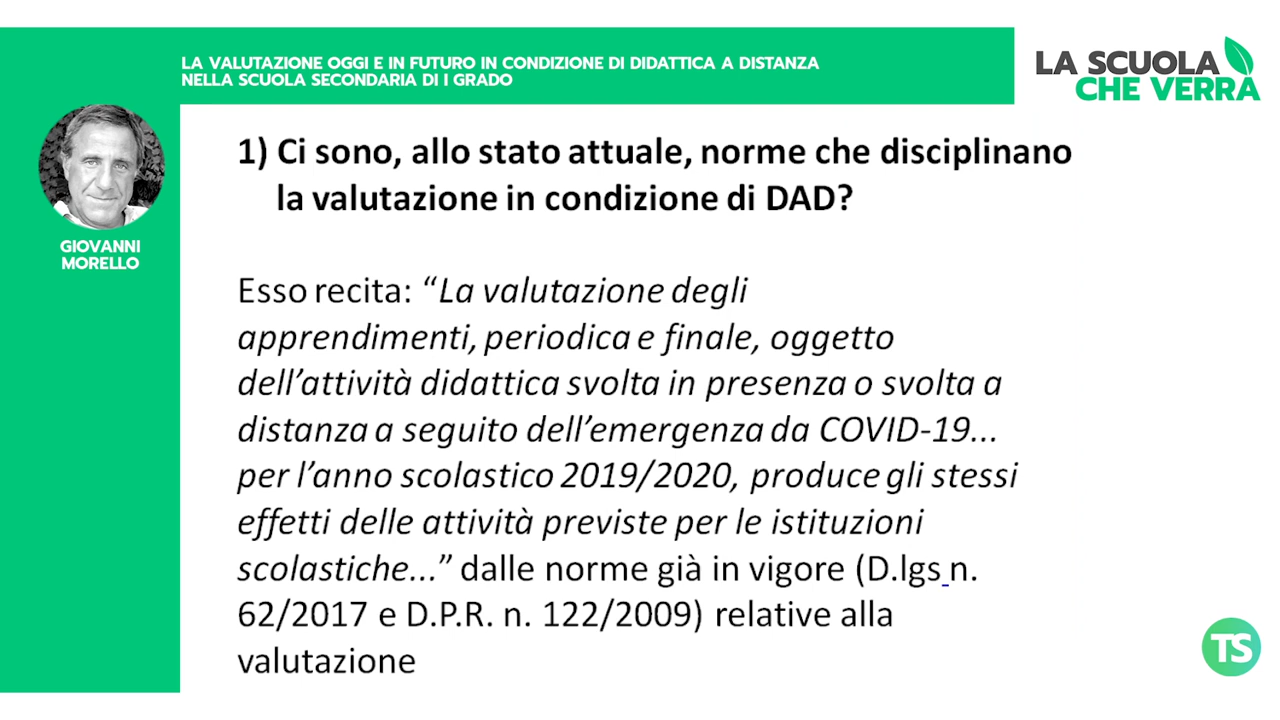 LA VALUTAZIONE OGGI E IN FUTURO IN CONDIZIONE DI DIDATTICA A DISTANZA
NELLA SCUOLA SECONDARIA DI I GRADO
LA SCUOLA
CHE VERRA
GIOVANNI
MORELLO
1) Ci sono, allo stato attuale, norme che disciplinano
la valutazione in condizione di DAD?
Esso recita: “La valutazione degli
apprendimenti, periodica e finale, oggetto
dell’attività didattica svolta in presenza o svolta a
distanza a seguito dell’emergenza da COVID-19...
per l’anno scolastico 2019/2020, produce gli stessi
effetti delle attività previste per le istituzioni
scolastiche...” dalle norme già in vigore (D.lgs n.
62/2017 e D.P.R. n. 122/2009) relative alla
valutazione
TS